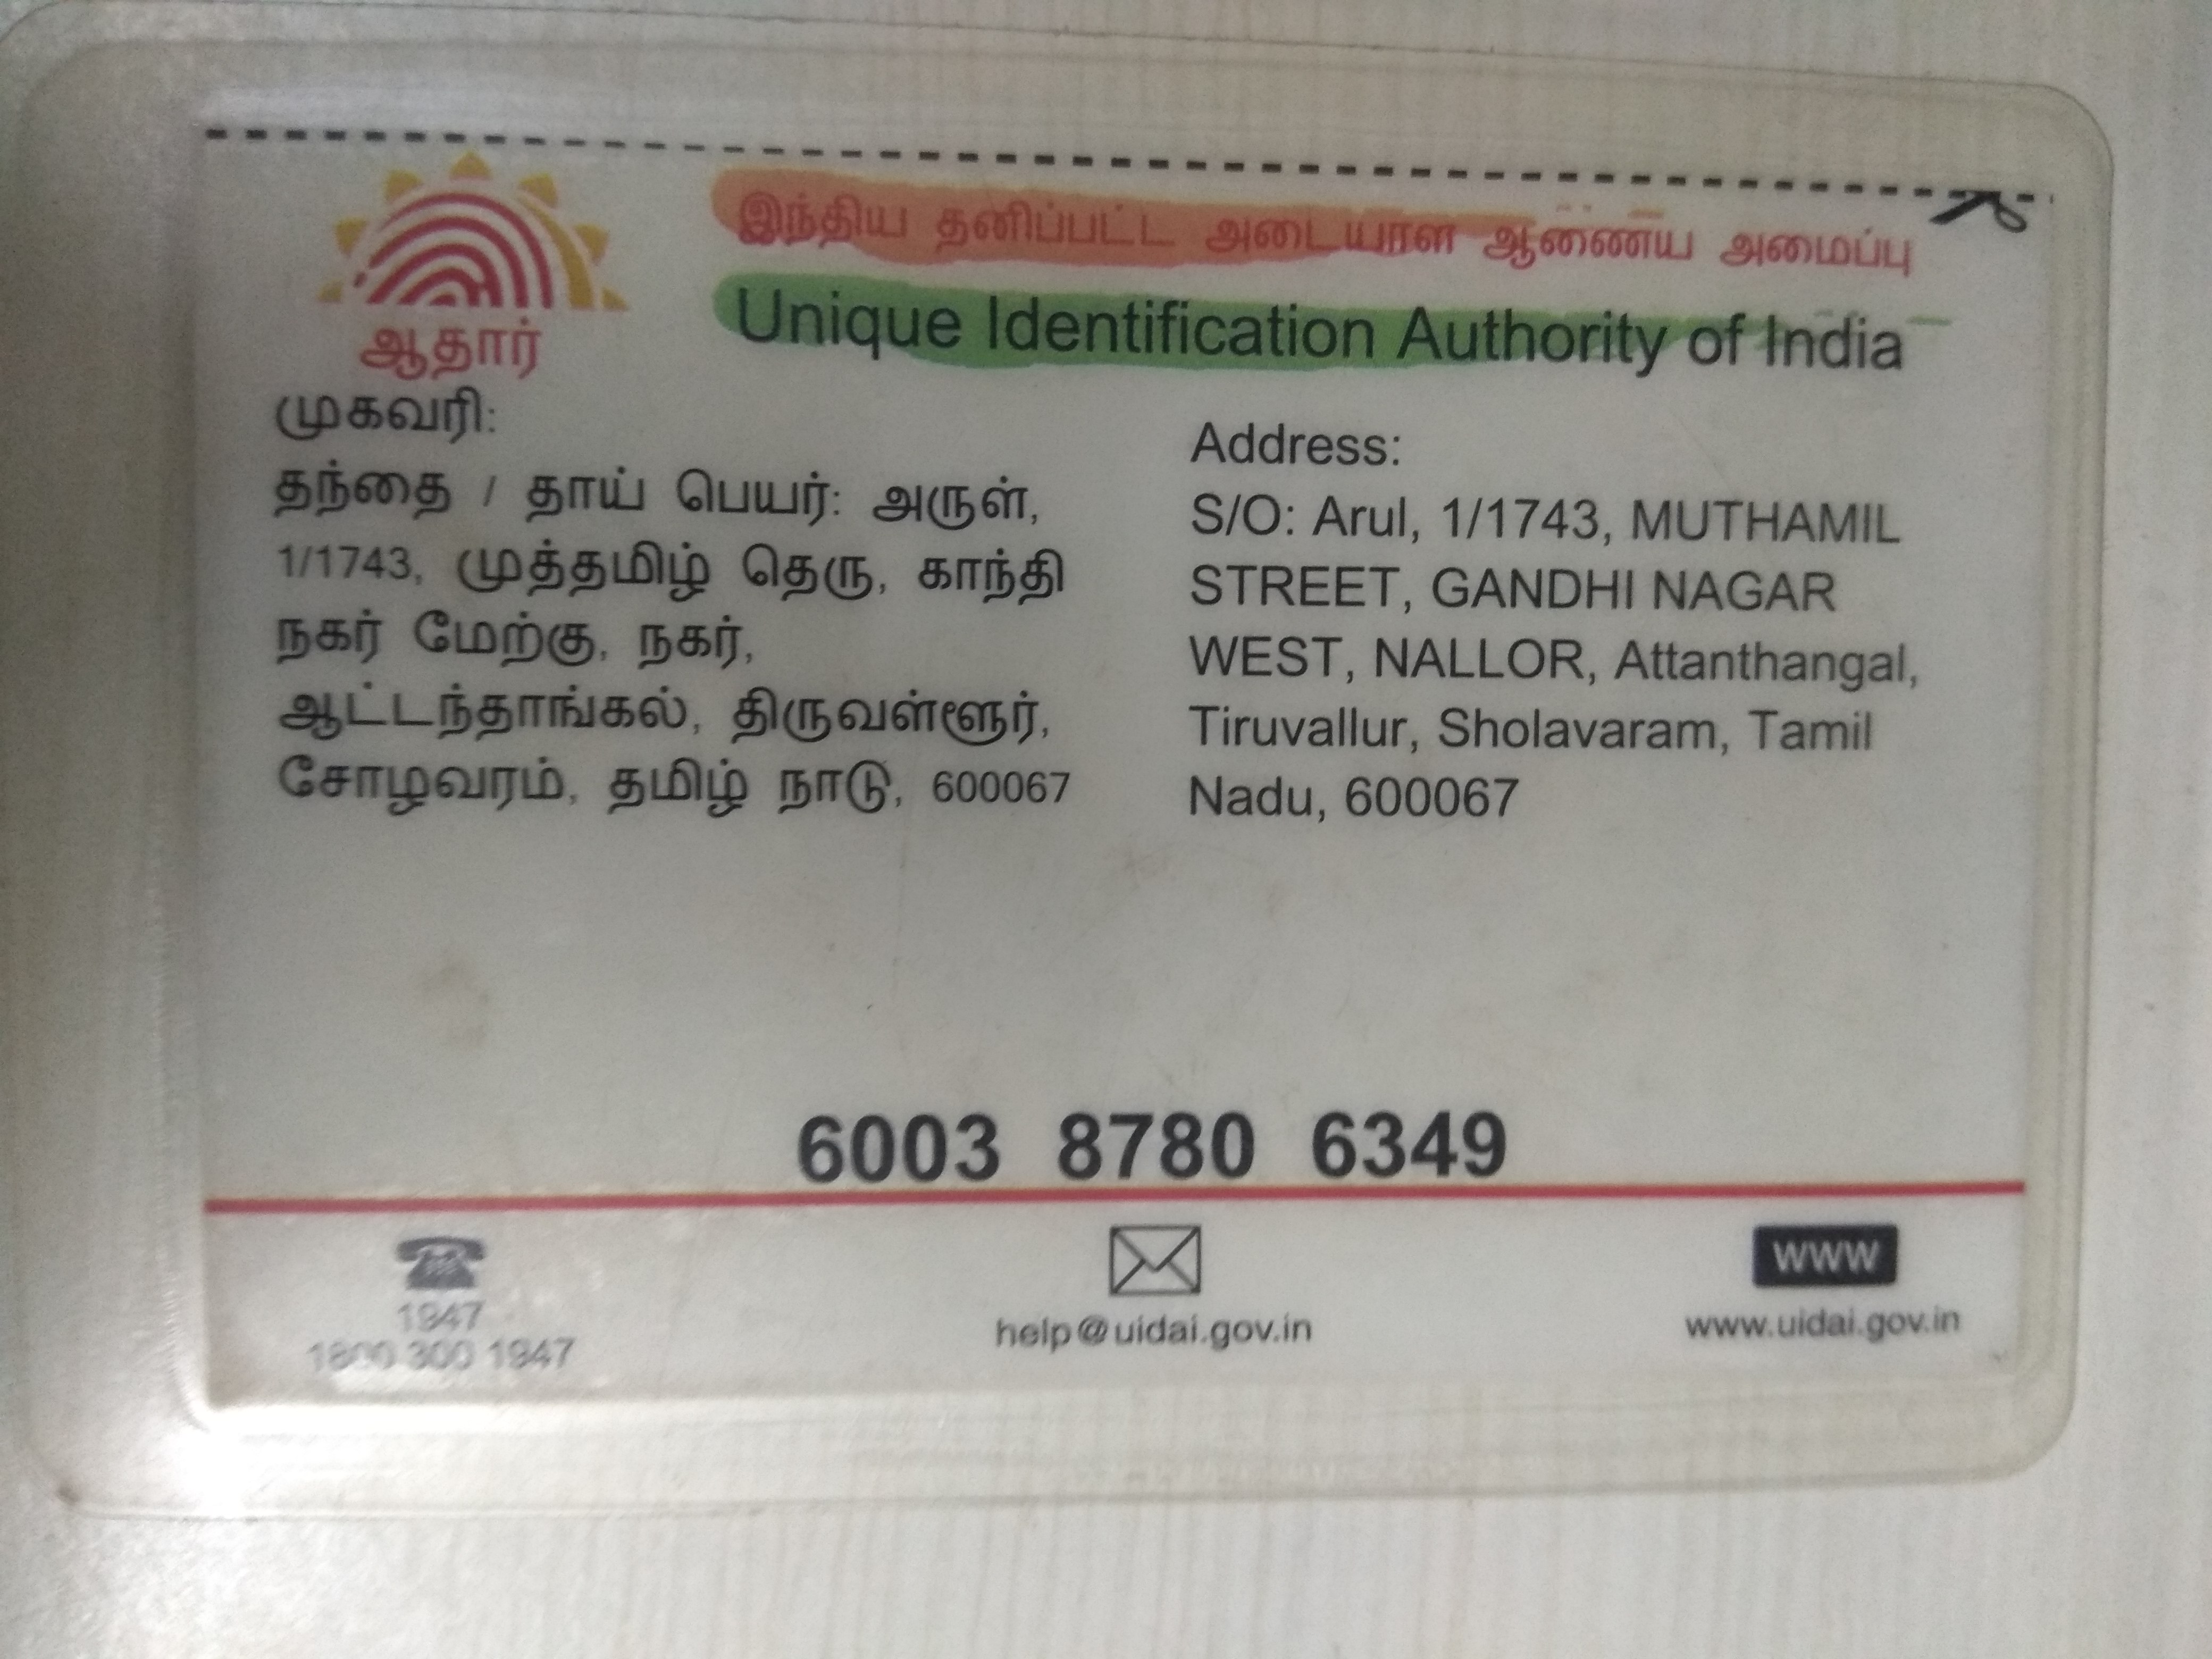 இந்திய தனிப்பட்ட அடையாள ஆணைய அமைப்பு
Unique Identification Authority of India
ஆதார்
முகவரி:
தந்தை / தாய் பெயர்: அருள்,
1/1743, முத்தமிழ் தெரு, காந்தி
நகர் மேற்கு, நகர்,
ஆட்டந்தாங்கல், திருவள்ளூர்,
சோழவரம், தமிழ் நாடு, 600067
Address:
S/O: Arul, 1/1743, MUTHAMIL
STREET, GANDHI NAGAR
WEST, NALLOR, Attanthangal,
Tiruvallur, Sholavaram, Tamil
Nadu, 600067
6003 8780 6349
1947
1800 300 1947
help@uidai.gov.in
WWW
www.uidai.gov.in